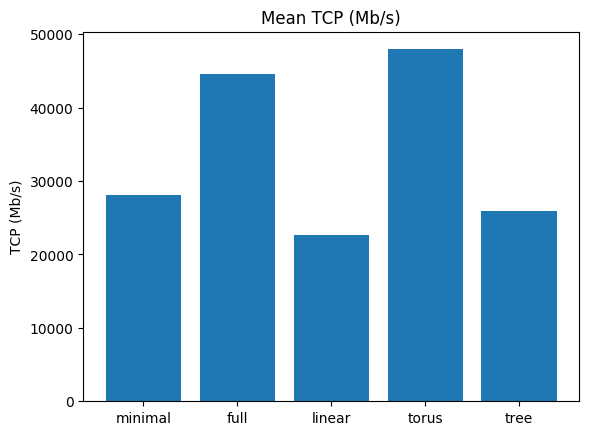 Mean TCP (Mb/s)
TCP (Mb/s)
50000
40000
30000
20000
10000
0
minimal full linear torus tree